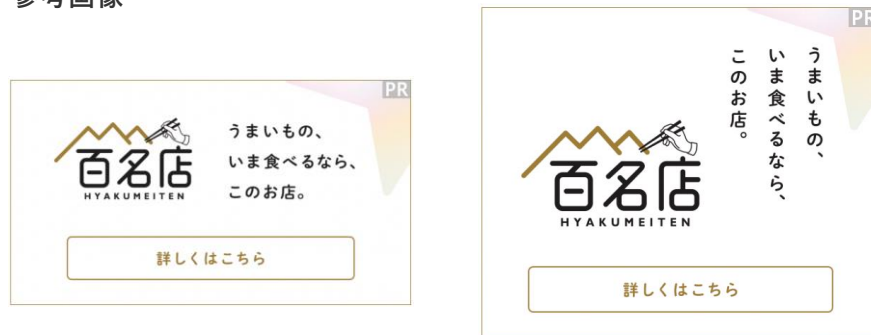 参考画像
PR
百名店
HYAKUMEITEN
うまいもの、
いま食べるなら、
このお店。
詳しくはこちら
PR
うまいもの、
いま食べるなら、
このお店。
百名店
HYAKUMEITEN
詳しくはこちら